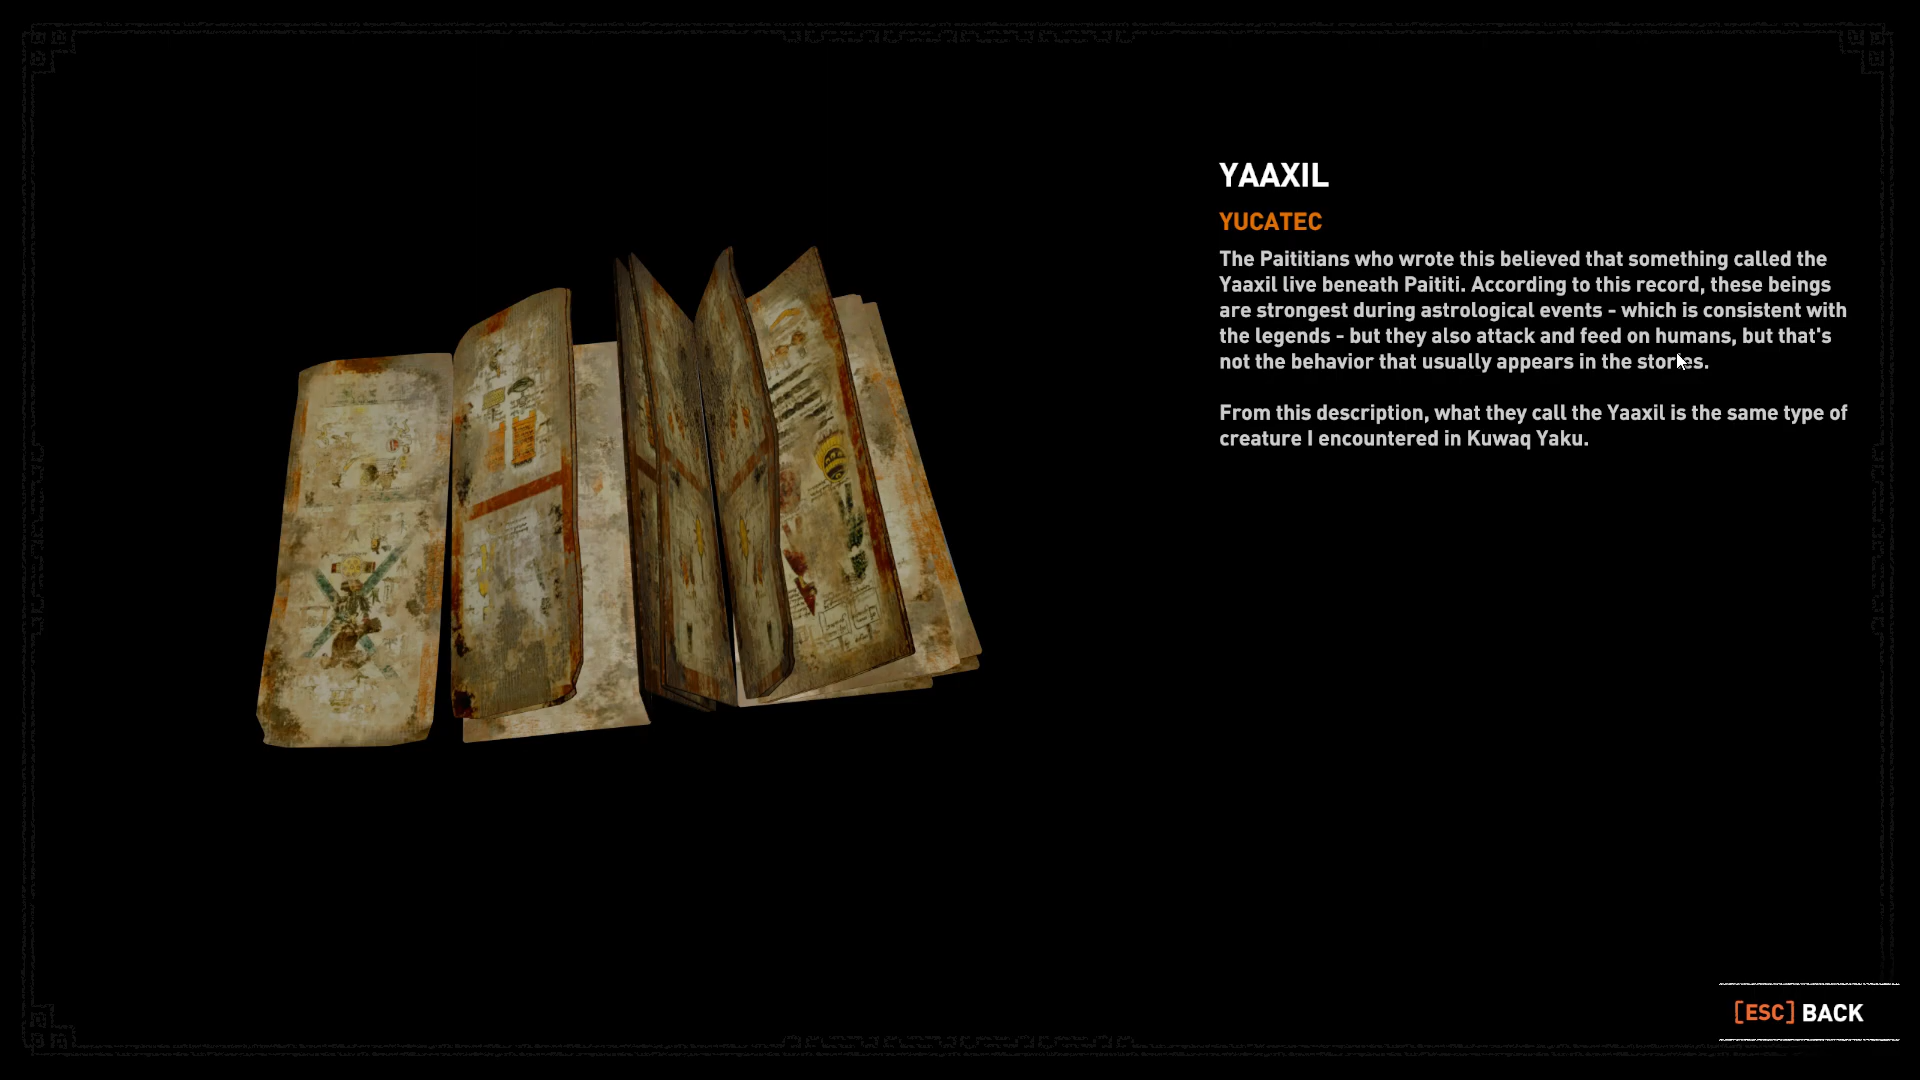 YAAXIL
YUCATEC
The Paititians who wrote this believed that something called the
Yaaxil live beneath Paititi. According to this record, these beings
are strongest during astrological events - which is consistent with
the legends - but they also attack and feed on humans, but that's
not the behavior that usually appears in the stories.
From this description, what they call the Yaaxil is the same type of
creature I encountered in Kuwaq Yaku.
[ESC] BACK